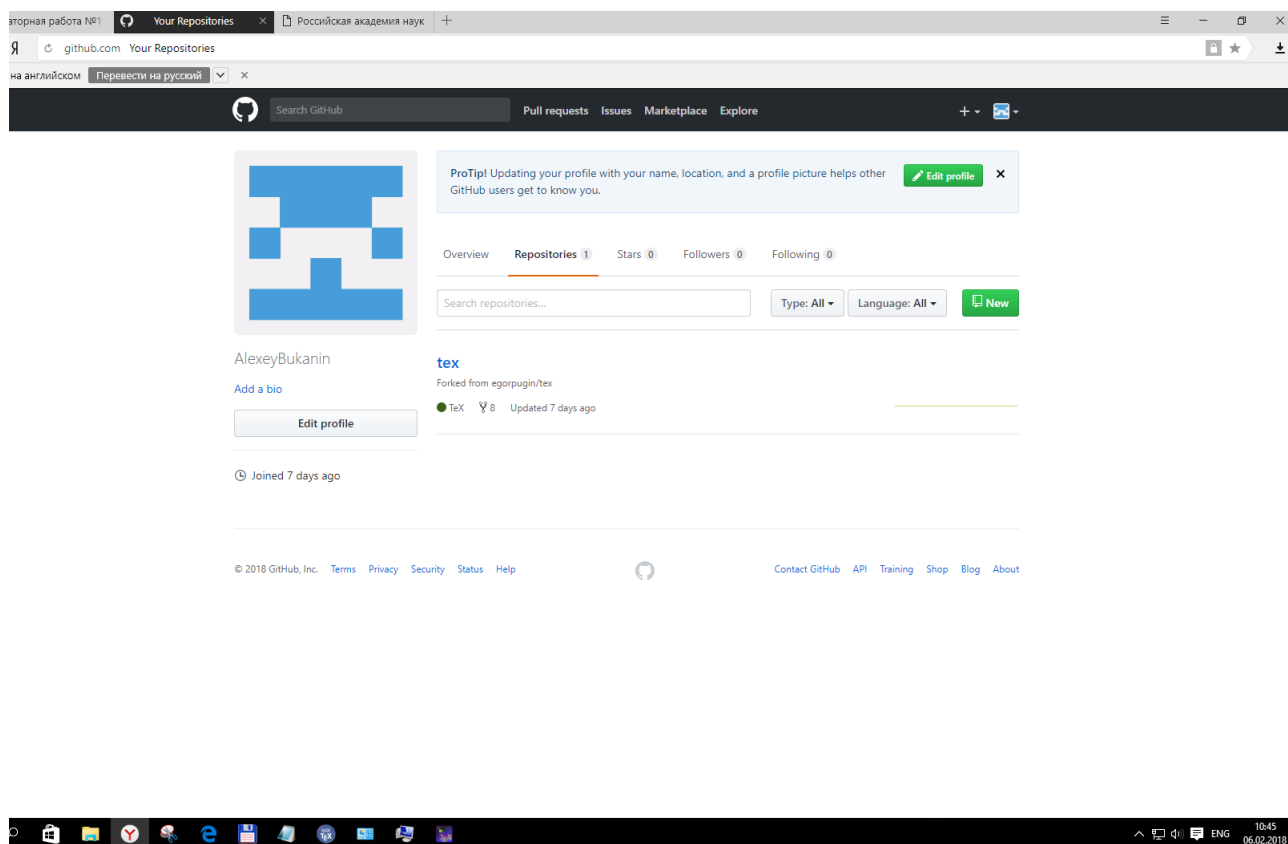 аторная работа №1
Your Repositories
Российская академия наук
Я github.com Your Repositories
на английском Перевести на русский
Search GitHub Pull requests Issues Marketplace Explore
ProTip! Updating your profile with your name, location, and a profile picture helps other
GitHub users get to know you.
Edit profile
Overview Repositories 1 Stars 0 Followers 0 Following 0
Search repositories... Type: All Language: All New
AlexeyBukanin
Add a bio
Edit profile
Joined 7 days ago
tex
Forked from egorpugin/tex
TeX 8 Updated 7 days ago
© 2018 GitHub, Inc. Terms Privacy Security Status Help
Contact GitHub API Training Shop Blog About
ENG
10:45
06.02.2018